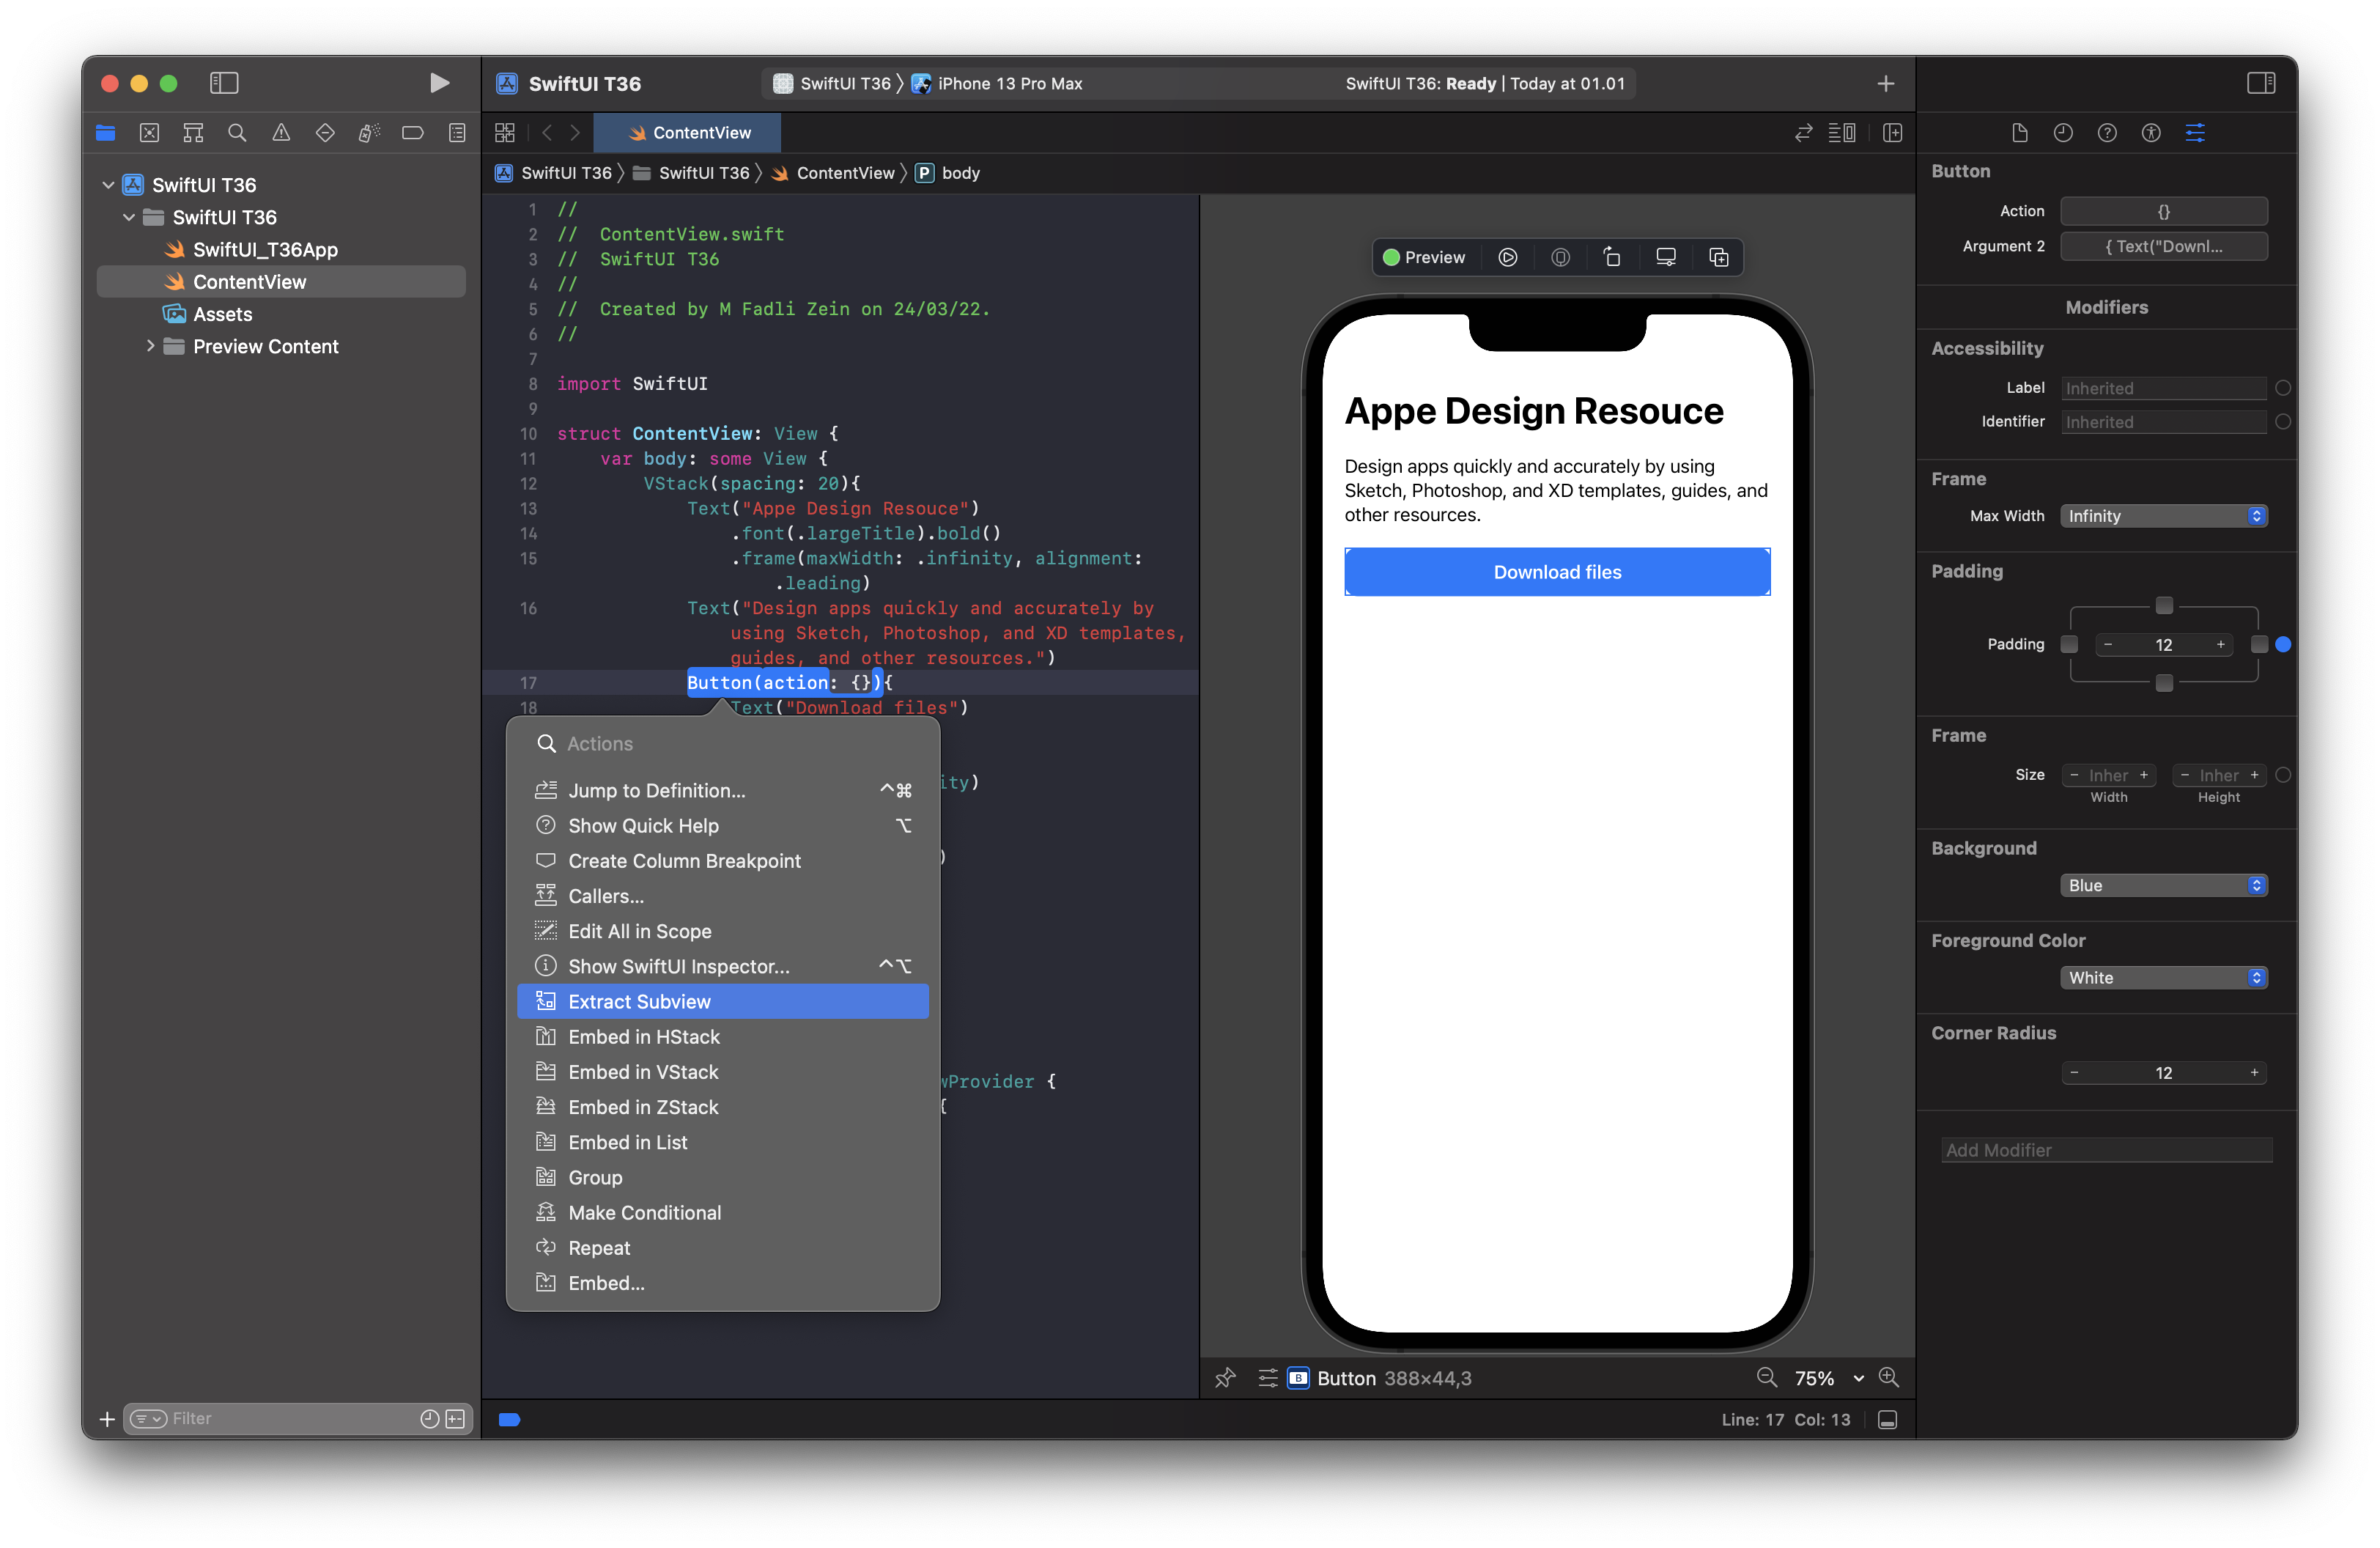 SwiftUI T36
SwiftUI T36 〉 iPhone 13 Pro Max
SwiftUI T36: Ready | Today at 01.01
ContentView
SwiftUI T36 〉 SwiftUI T36 〉 ContentView 〉 P body
SwiftUI T36
SwiftUI T36
SwiftUI_T36App
ContentView
Assets
Preview Content
Filter
1 //
2 //  ContentView.swift
3 //  SwiftUI T36
4 //
5 //  Created by M Fadli Zein on 24/03/22.
6 //
7
8 import SwiftUI
9
10 struct ContentView: View {
11 var body: some View {
12 VStack(spacing: 20){
13 Text("Appe Design Resouce")
14 .font(.largeTitle).bold()
15 .frame(maxWidth: .infinity, alignment:
.leading)
16 Text("Design apps quickly and accurately by
using Sketch, Photoshop, and XD templates,
guides, and other resources.")
17 Button(action: {}){
18 Text("Download files")
ity)
)
wProvider {
{
Actions
Jump to Definition... ^⌘
Show Quick Help ⌥
Create Column Breakpoint
Callers...
Edit All in Scope
Show SwiftUI Inspector... ^⌥
Extract Subview
Embed in HStack
Embed in VStack
Embed in ZStack
Embed in List
Group
Make Conditional
Repeat
Embed...
Preview
Appe Design Resouce
Design apps quickly and accurately by using
Sketch, Photoshop, and XD templates, guides, and
other resources.
Download files
B Button 388×44,3
75%
Line: 17 Col: 13
Button
Action {}
Argument 2 { Text("Downl...
Modifiers
Accessibility
Label Inherited
Identifier Inherited
Frame
Max Width Infinity
Padding
Padding − 12 +
Frame
Size − Inher + − Inher +
Width Height
Background
Blue
Foreground Color
White
Corner Radius
− 12 +
Add Modifier